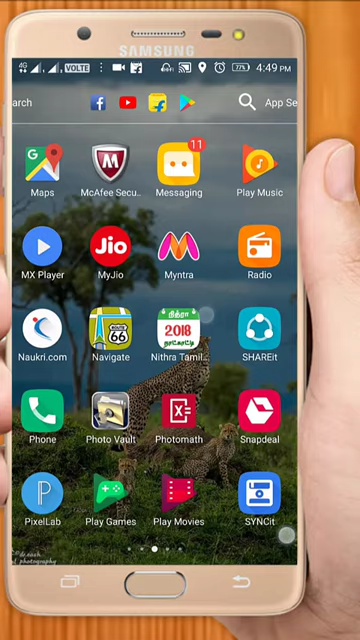 SAMSUNG
4G VOLTE 77% 4:49 PM
arch App Se
Maps McAfee Secu.. Messaging 11 Play Music
Jio
MX Player MyJio Myntra Radio
ROUTE 66 நித்ரா 2018 நாட்காட்டி
Naukri.com Navigate Nithra Tamil.. SHAREit
Phone Photo Vault Photomath Snapdeal
PixelLab Play Games Play Movies SYNCit
photography